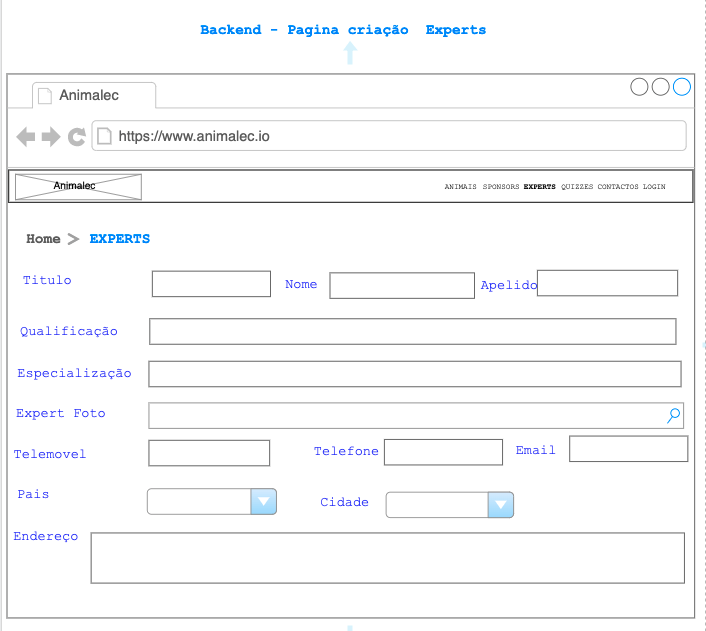 Backend - Pagina criação Experts
Animalec
https://www.animalec.io
Animalec
ANIMAIS SPONSORS EXPERTS QUIZZES CONTACTOS LOGIN
Home > EXPERTS
Titulo Nome Apelido
Qualificação
Especialização
Expert Foto
Telemovel Telefone Email
Pais Cidade
Endereço